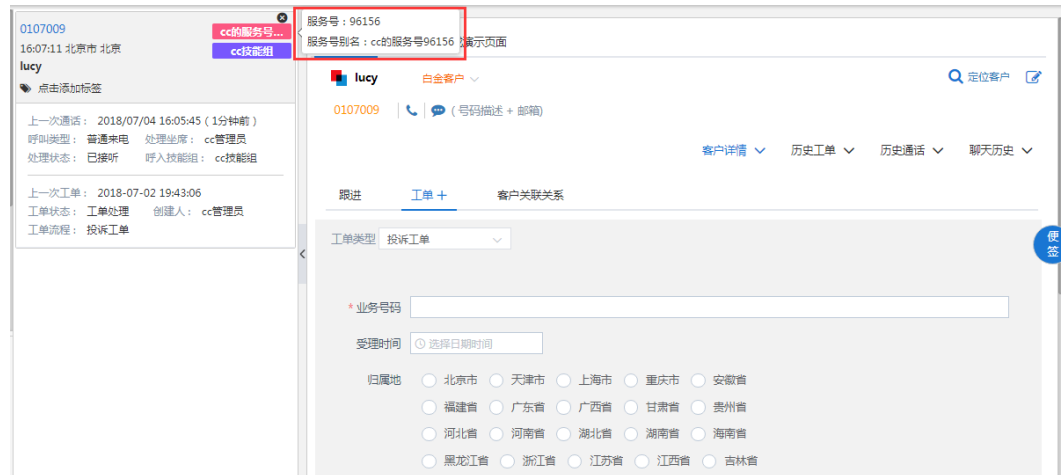 0107009
cc的服务号...
16:07:11 北京市 北京
cc技能组
lucy
点击添加标签
上一次通话： 2018/07/04 16:05:45 ( 1分钟前 )
呼叫类型： 普通来电 处理坐席： cc管理员
处理状态： 已接听 呼入技能组： cc技能组
上一次工单： 2018-07-02 19:43:06
工单状态： 工单处理 创建人： cc管理员
工单流程： 投诉工单
服务号：96156
服务号别名：cc的服务号96156
演示页面
lucy 白金客户
定位客户
0107009 ( 号码描述 + 邮箱)
客户详情 历史工单 历史通话 聊天历史
跟进 工单 + 客户关联关系
工单类型 投诉工单
便签
* 业务号码
受理时间 选择日期时间
归属地 北京市 天津市 上海市 重庆市 安徽省
福建省 广东省 广西省 甘肃省 贵州省
河北省 河南省 湖北省 湖南省 海南省
黑龙江省 浙江省 江苏省 江西省 吉林省